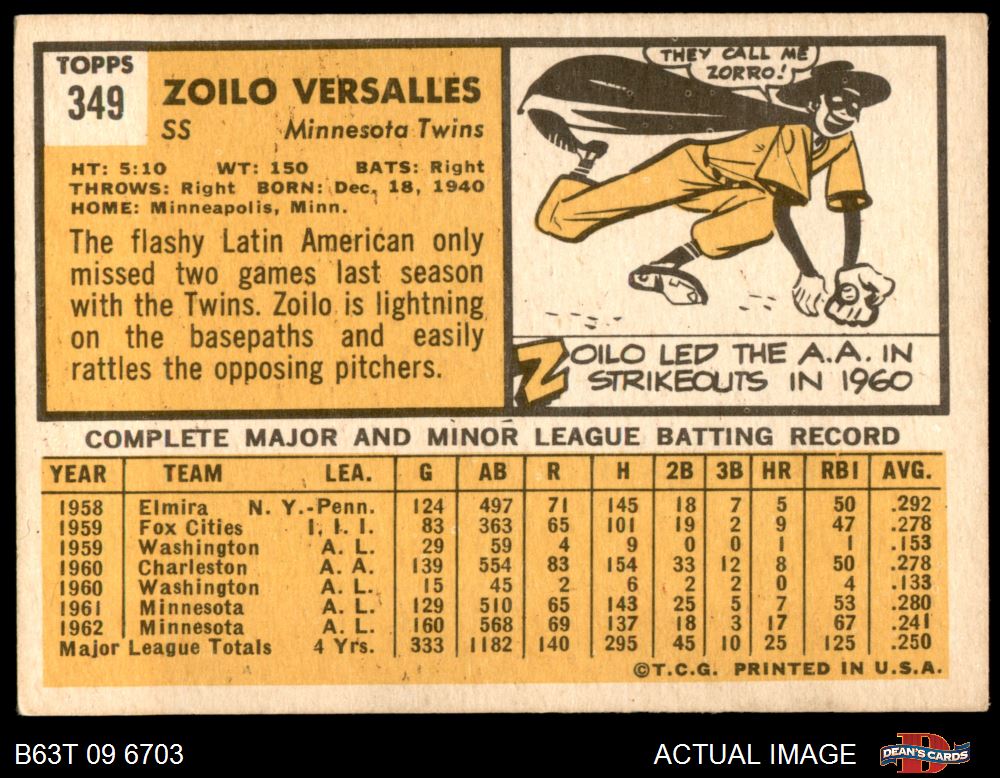 TOPPS
349
ZOILO VERSALLES
SS Minnesota Twins
HT: 5:10 WT: 150 BATS: Right
THROWS: Right BORN: Dec. 18, 1940
HOME: Minneapolis, Minn.
The flashy Latin American only
missed two games last season
with the Twins. Zoilo is lightning
on the basepaths and easily
rattles the opposing pitchers.
THEY CALL ME
ZORRO!
ZOILO LED THE A.A. IN
STRIKEOUTS IN 1960
COMPLETE MAJOR AND MINOR LEAGUE BATTING RECORD
YEAR TEAM LEA. G AB R H 2B 3B HR RBI AVG.
1958 Elmira N. Y.-Penn. 124 497 71 145 18 7 5 50 .292
1959 Fox Cities I. I. I. 83 363 65 101 19 2 9 47 .278
1959 Washington A. L. 29 59 4 9 0 0 1 1 .153
1960 Charleston A. A. 139 554 83 154 33 12 8 50 .278
1960 Washington A. L. 15 45 2 6 2 2 0 4 .133
1961 Minnesota A. L. 129 510 65 143 25 5 7 53 .280
1962 Minnesota A. L. 160 568 69 137 18 3 17 67 .241
Major League Totals 4 Yrs. 333 1182 140 295 45 10 25 125 .250
©T.C.G. PRINTED IN U.S.A.
B63T 09 6703 ACTUAL IMAGE DEAN'S CARDS